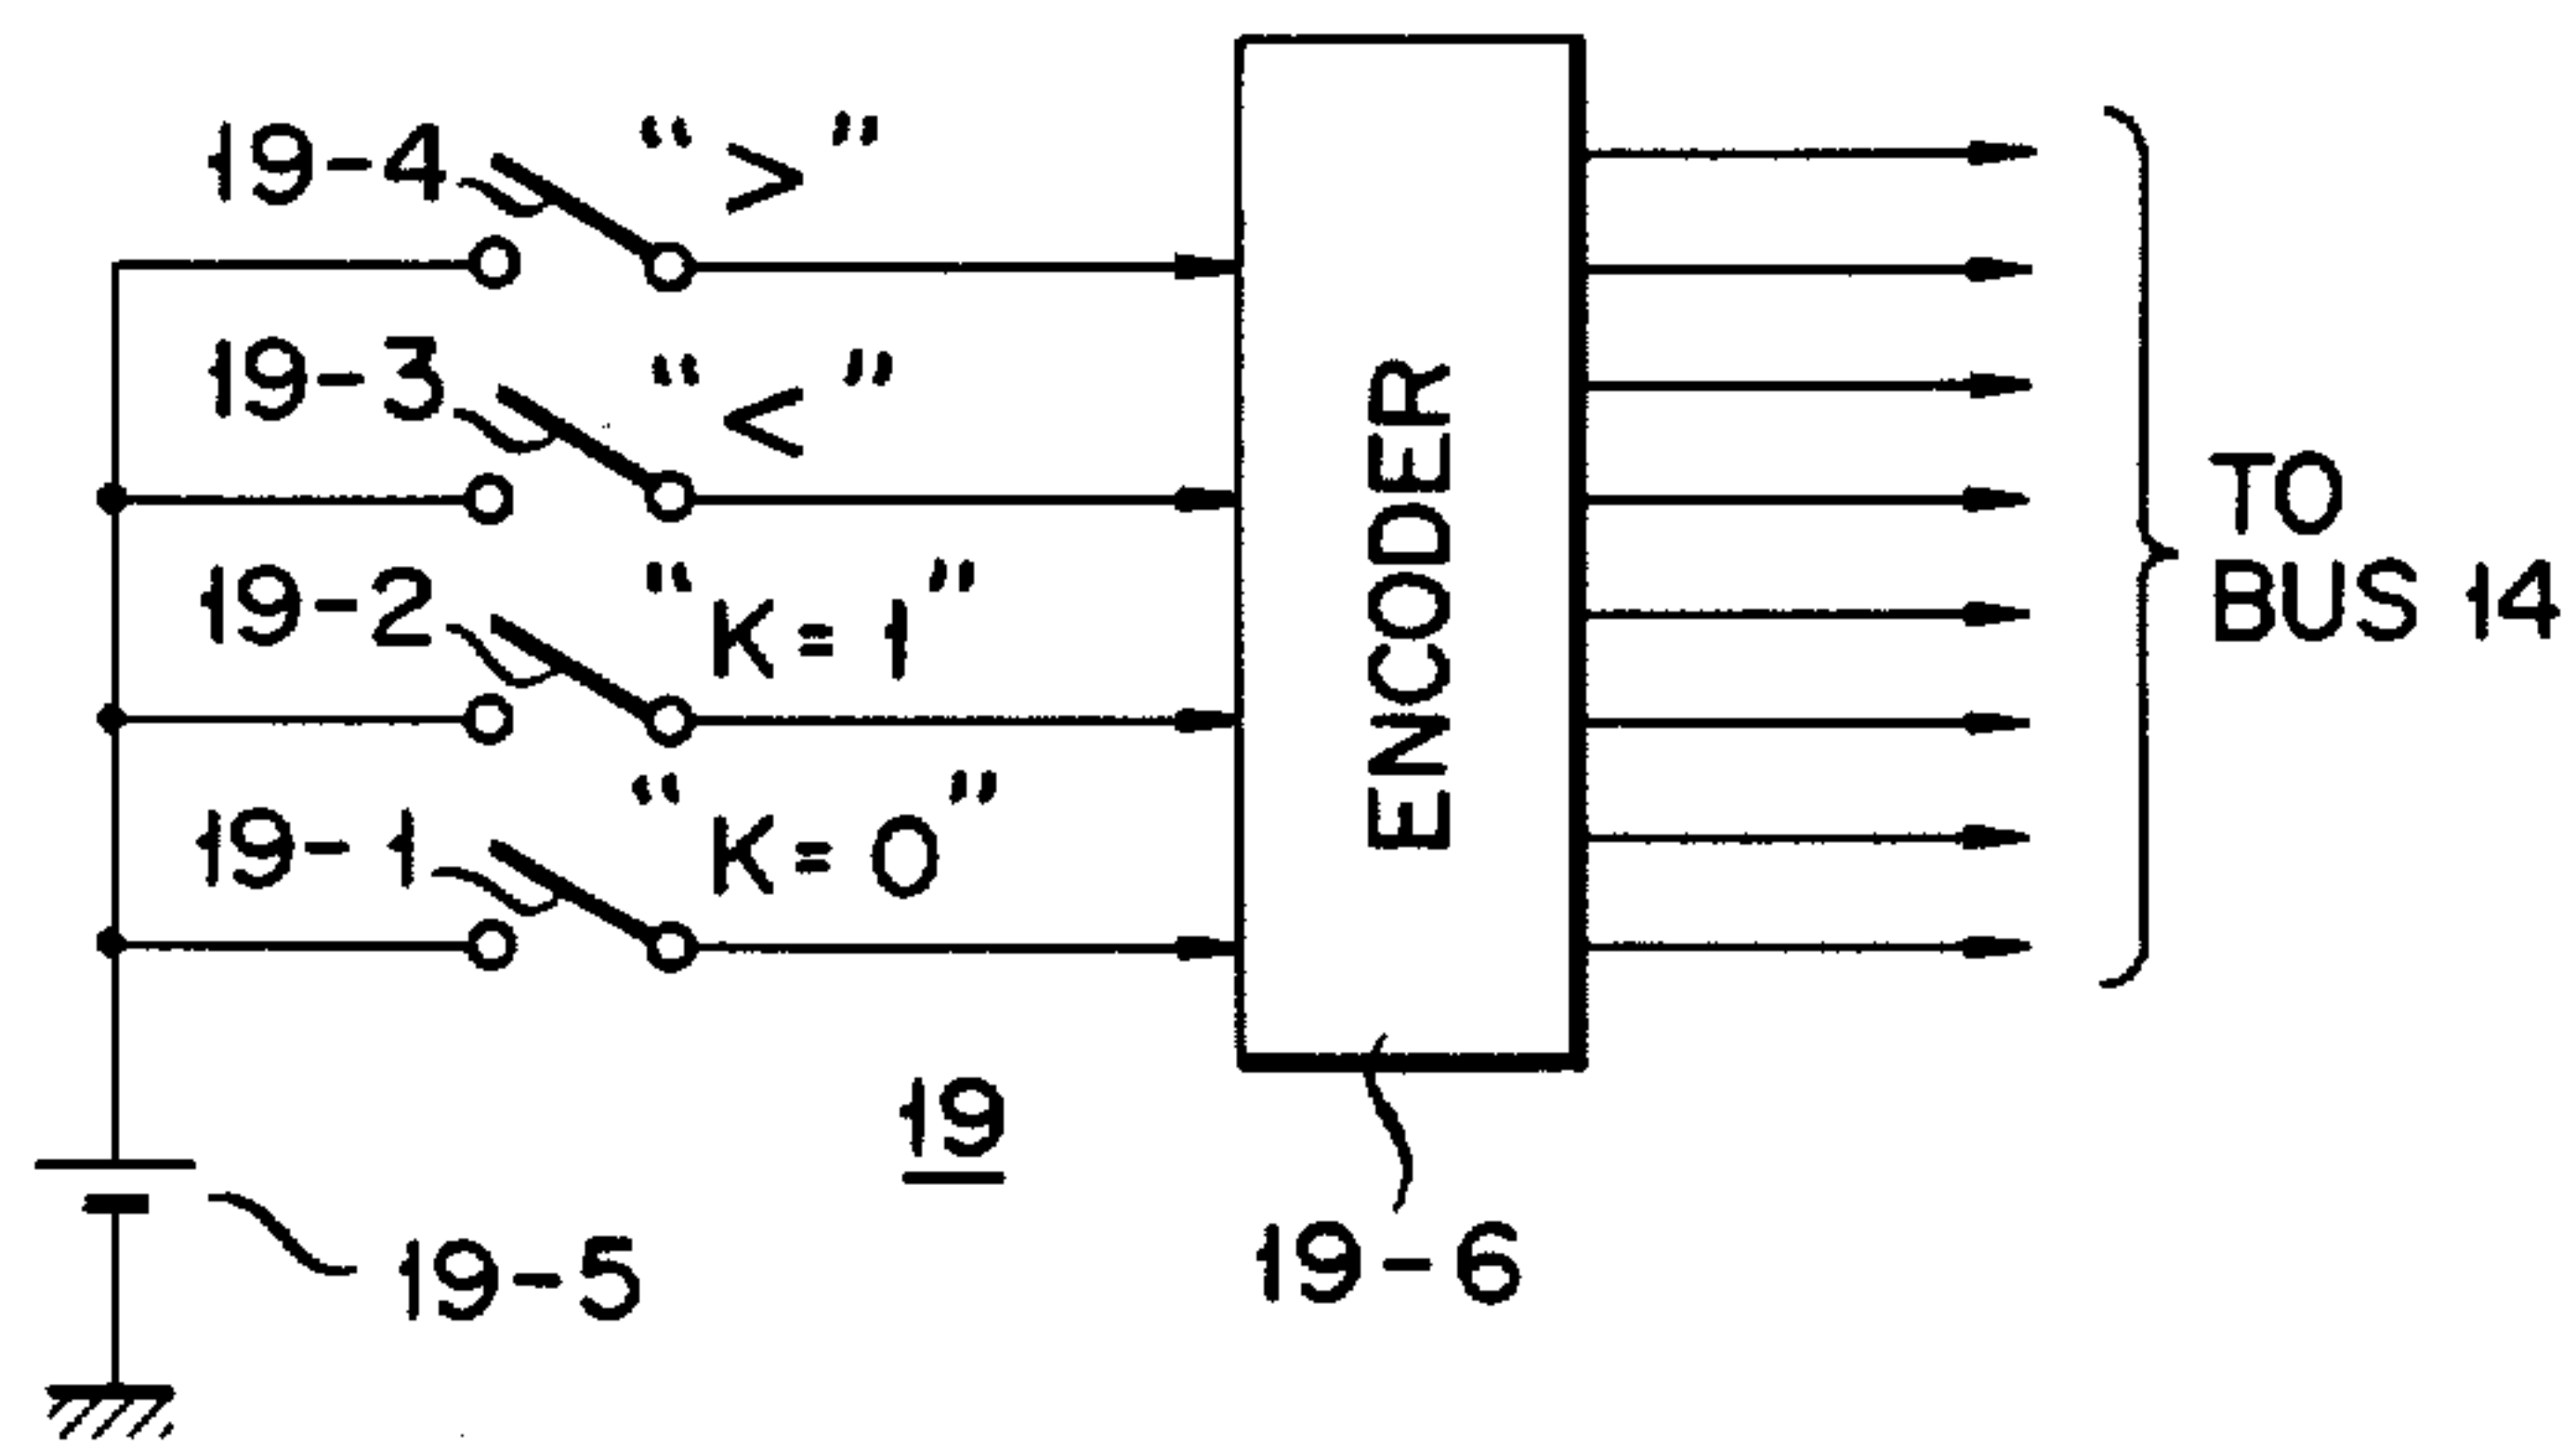 19-4 “ > ”
19-3 “ < ”
19-2 “K= 1”
19-1 “K= 0”
ENCODER
TO
BUS 14
19
19-5
19-6